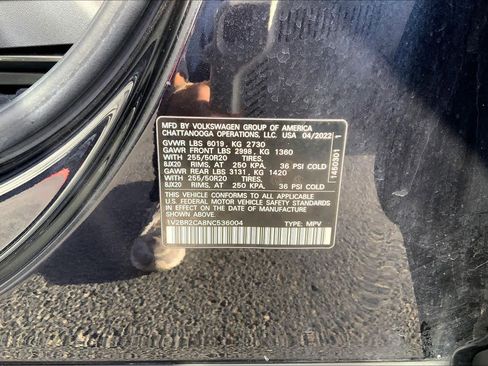 MFD BY VOLKSWAGEN GROUP OF AMERICA
CHATTANOOGA OPERATIONS, LLC. USA 04/2022
GVWR LBS 6019, KG 2730
GAWR FRONT LBS 2998, KG 1360
WITH 255/50R20 TIRES,
8JX20 RIMS, AT 250 KPA, 36 PSI COLD
GAWR REAR LBS 3131, KG 1420
WITH 255/50R20 TIRES,
8JX20 RIMS, AT 250 KPA, 36 PSI COLD
THIS VEHICLE CONFORMS TO ALL APPLICABLE
U.S. FEDERAL MOTOR VEHICLE SAFETY STANDARDS
IN EFFECT ON THE DATE OF MANUFACTURE
SHOWN ABOVE.
1V2BR2CA8NC536004 TYPE: MPV
1450301 1